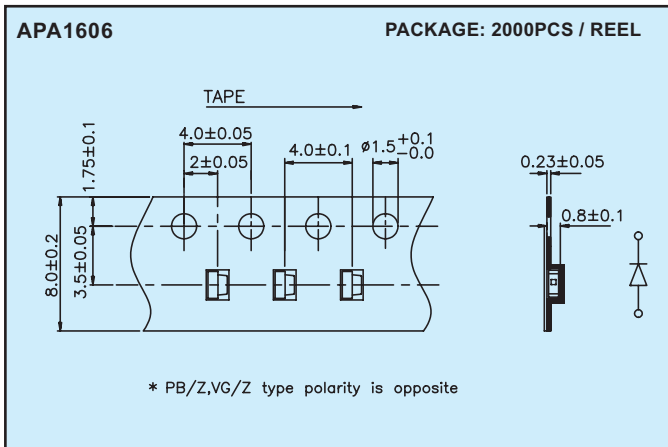 APA1606
PACKAGE: 2000PCS / REEL
TAPE
4.0±0.05
2±0.05
4.0±0.1
ø1.5 +0.1 -0.0
0.23±0.05
0.8±0.1
1.75±0.1
3.5±0.05
8.0±0.2
* PB/Z,VG/Z type polarity is opposite